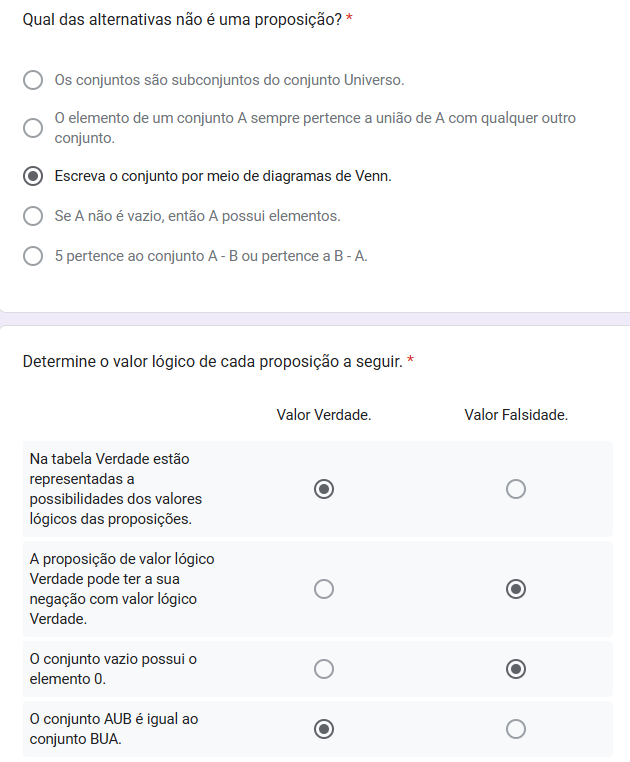 Qual das alternativas não é uma proposição? *
Os conjuntos são subconjuntos do conjunto Universo.
O elemento de um conjunto A sempre pertence a união de A com qualquer outro
conjunto.
Escreva o conjunto por meio de diagramas de Venn.
Se A não é vazio, então A possui elementos.
5 pertence ao conjunto A - B ou pertence a B - A.
Determine o valor lógico de cada proposição a seguir. *
Valor Verdade. Valor Falsidade.
Na tabela Verdade estão
representadas a
possibilidades dos valores
lógicos das proposições.
A proposição de valor lógico
Verdade pode ter a sua
negação com valor lógico
Verdade.
O conjunto vazio possui o
elemento 0.
O conjunto AUB é igual ao
conjunto BUA.